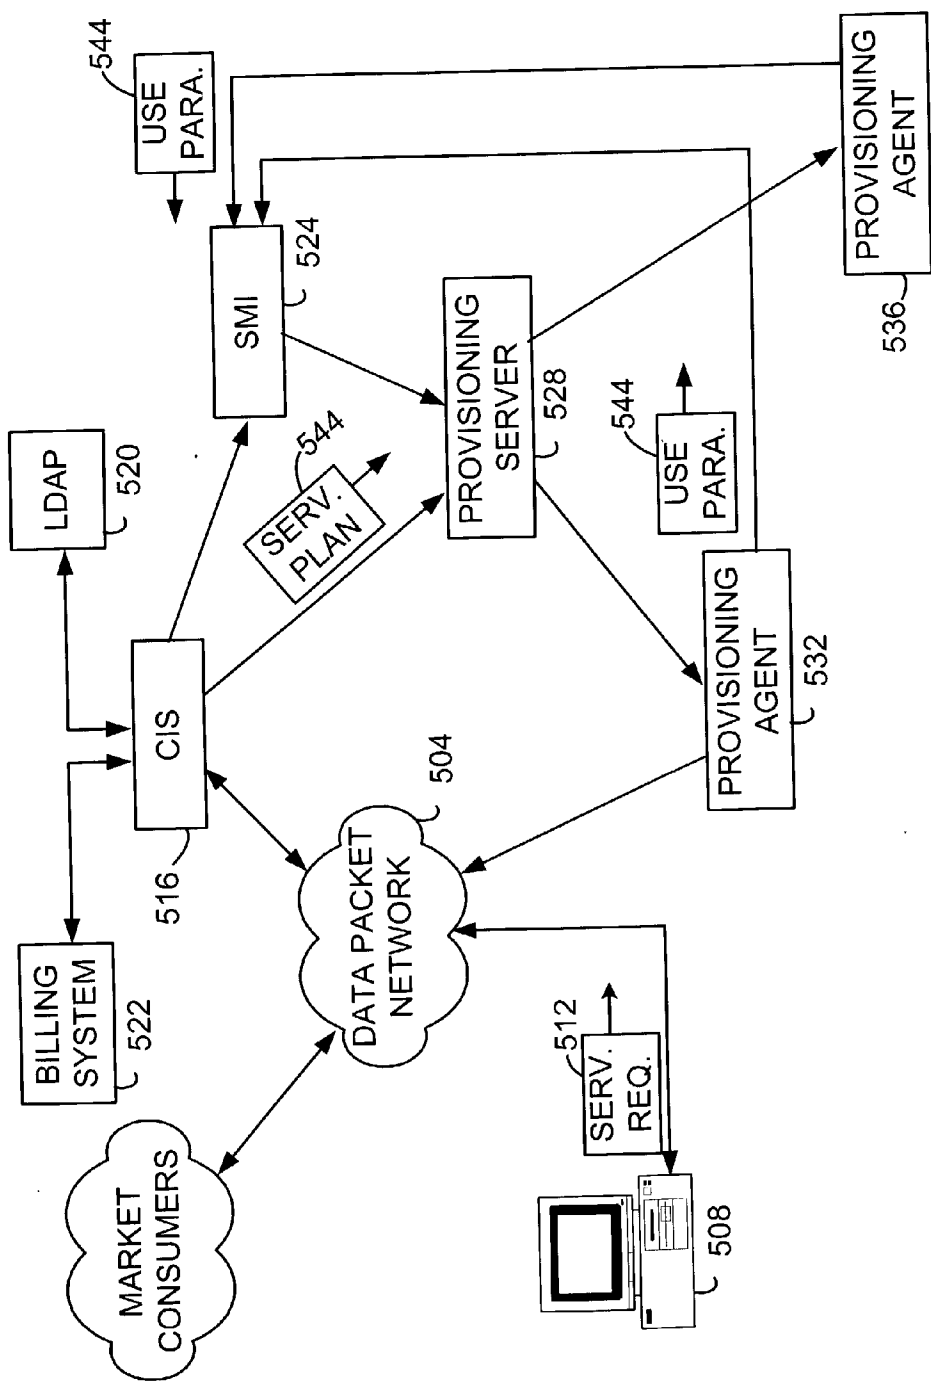 MARKET
CONSUMERS
BILLING
SYSTEM
522
LDAP
520
544
USE
PARA.
CIS
516
SMI
524
SERV.
PLAN
544
DATA PACKET
NETWORK
504
PROVISIONING
SERVER
528
SERV.
REQ.
512
508
USE
PARA.
544
PROVISIONING
AGENT
532
PROVISIONING
AGENT
536